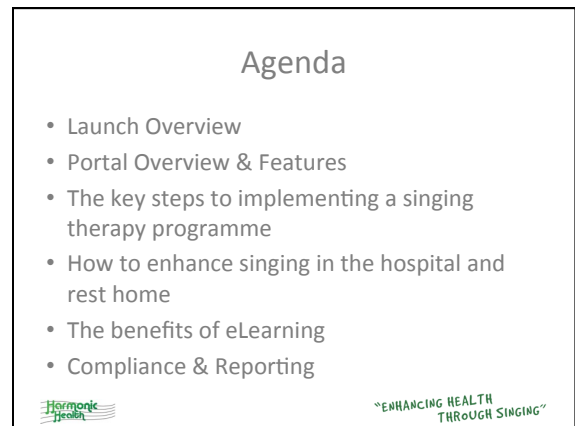 Agenda
• Launch Overview
• Portal Overview & Features
• The key steps to implementing a singing
therapy programme
• How to enhance singing in the hospital and
rest home
• The benefits of eLearning
• Compliance & Reporting
Harmonic
Health
"ENHANCING HEALTH
THROUGH SINGING"